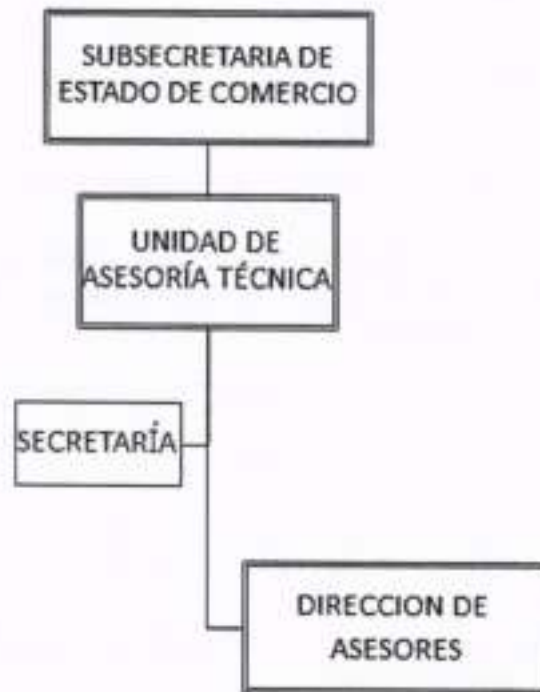 SUBSECRETARIA DE
ESTADO DE COMERCIO
UNIDAD DE
ASESORÍA TÉCNICA
SECRETARÍA
DIRECCION DE
ASESORES